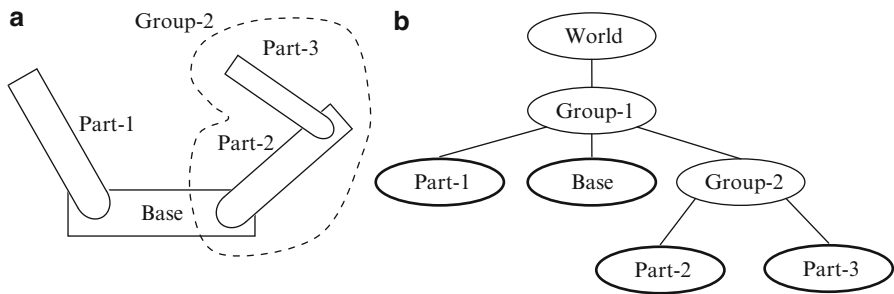 a
Group-2
Part-3
Part-1
Part-2
Base
b
World
Group-1
Part-1
Base
Group-2
Part-2
Part-3